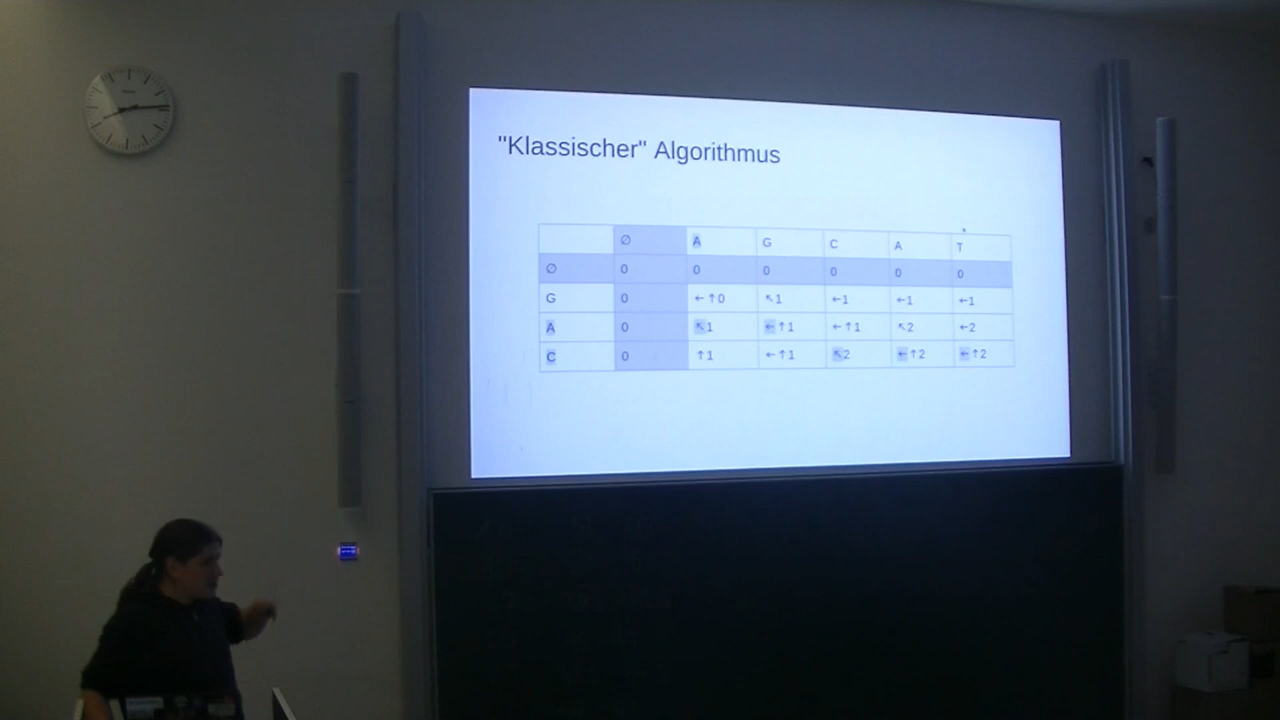 "Klassischer" Algorithmus
∅ A G C A T
∅ 0 0 0 0 0 0
G 0 ←↑0 ↖1 ←1 ←1 ←1
A 0 ↖1 ←↑1 ←↑1 ↖2 ←2
C 0 ↑1 ←↑1 ↖2 ←↑2 ←↑2